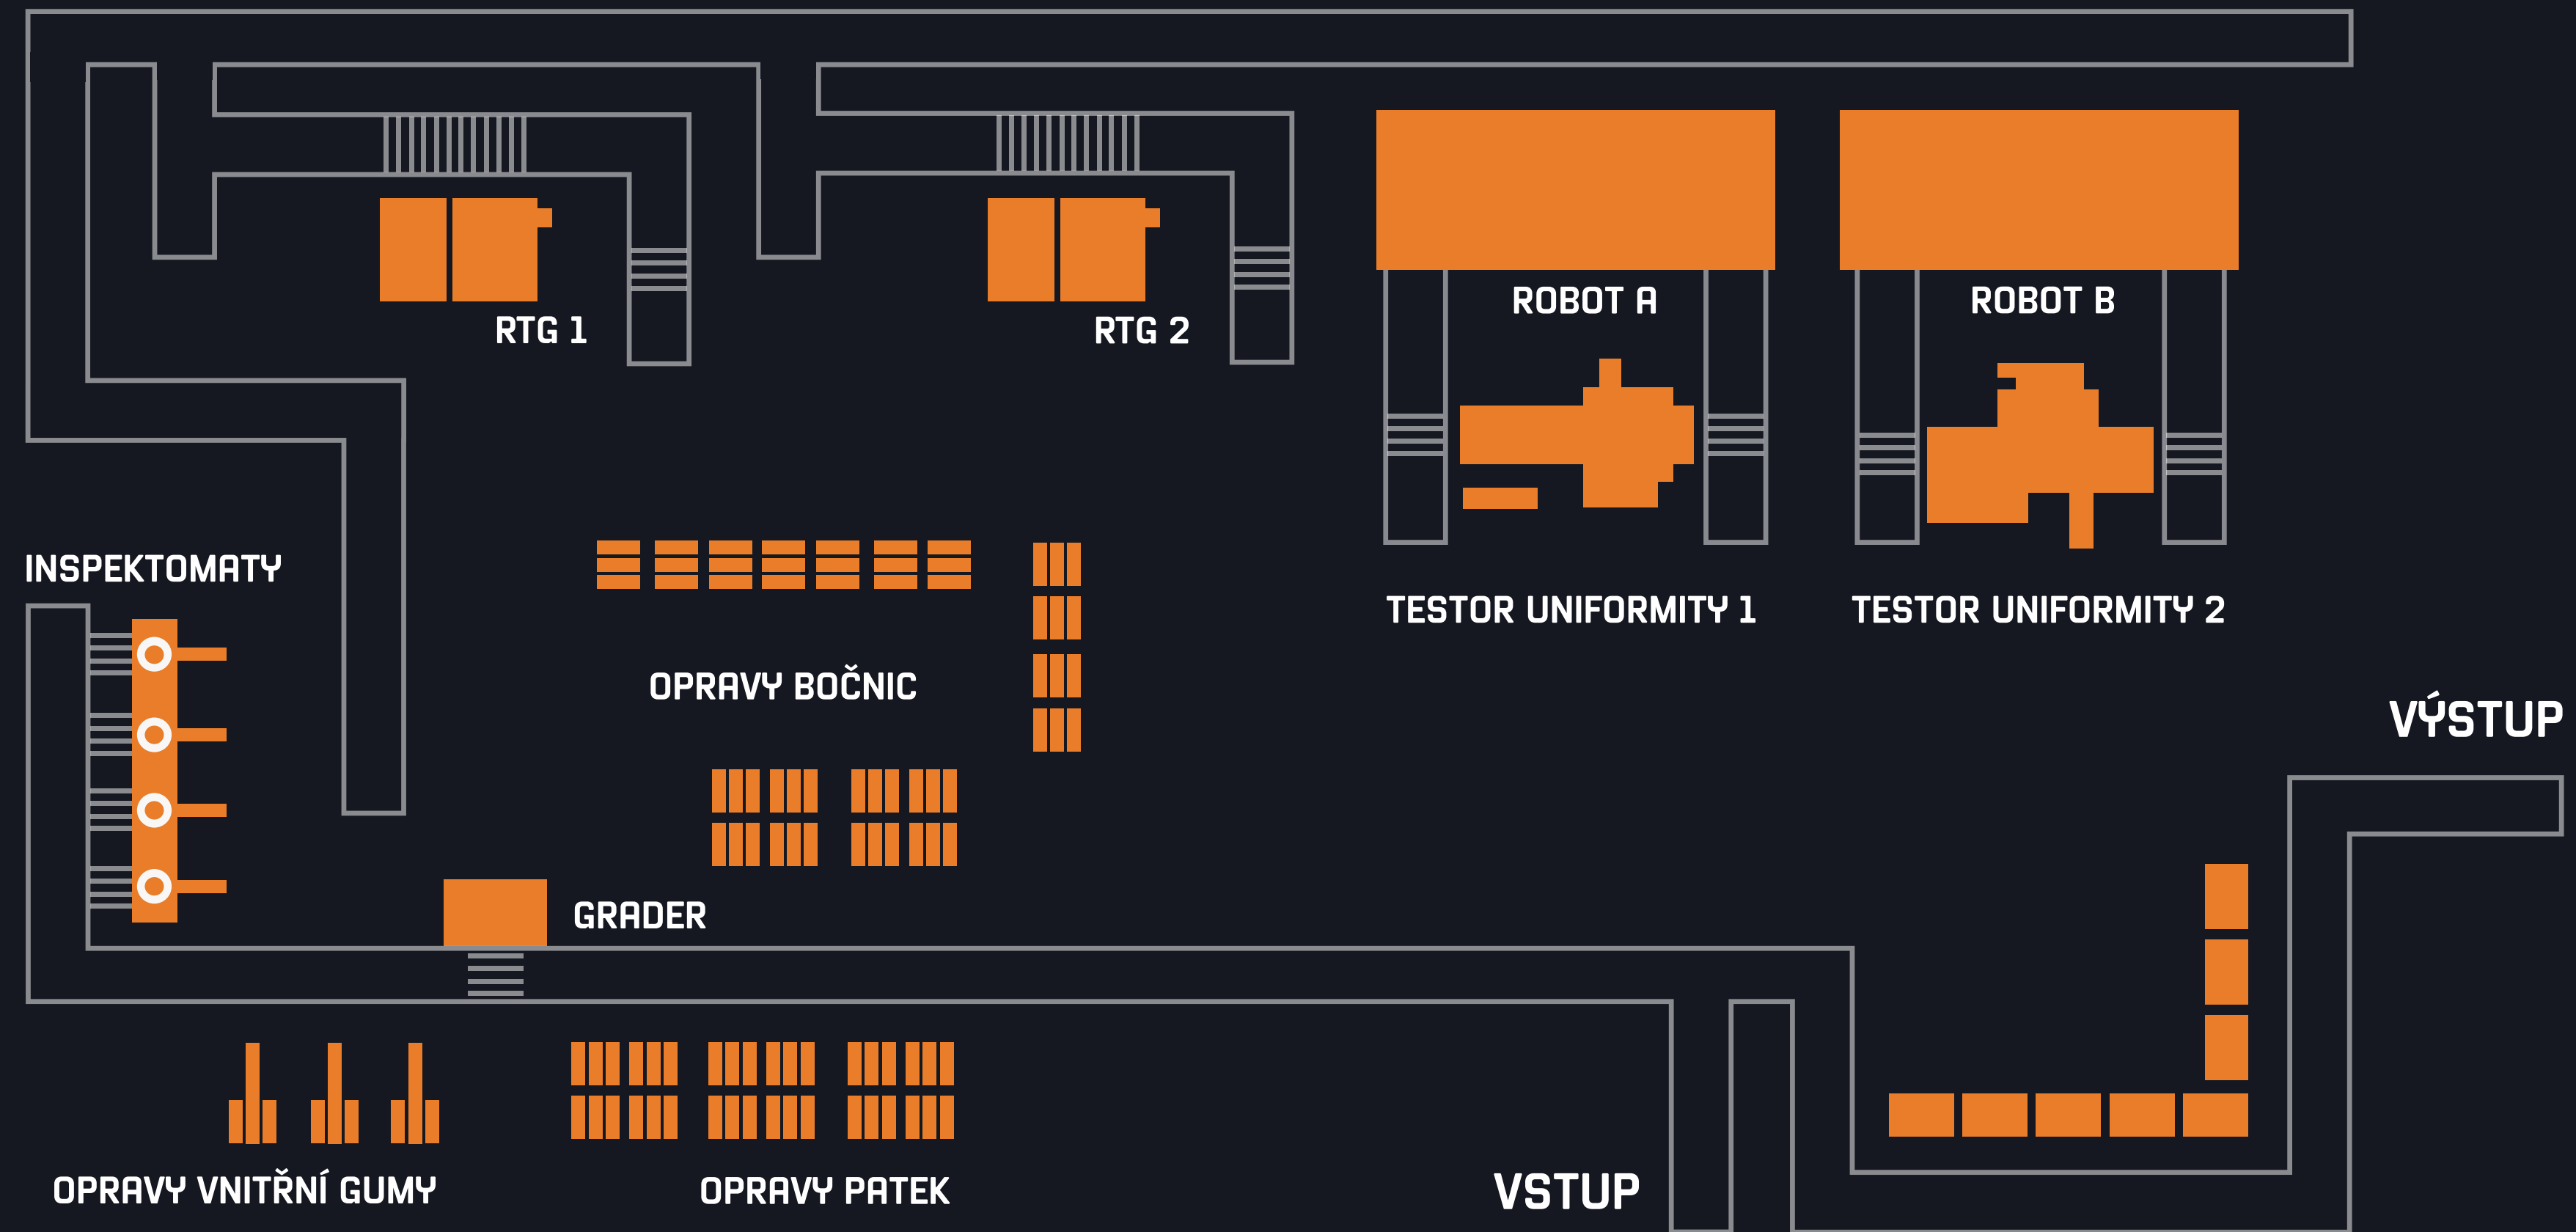 ROBOT A
ROBOT B
RTG 1
RTG 2
INSPEKTOMATY
TESTOR UNIFORMITY 1
TESTOR UNIFORMITY 2
OPRAVY BOČNIC
VÝSTUP
GRADER
OPRAVY VNITŘNÍ GUMY
OPRAVY PATEK
VSTUP